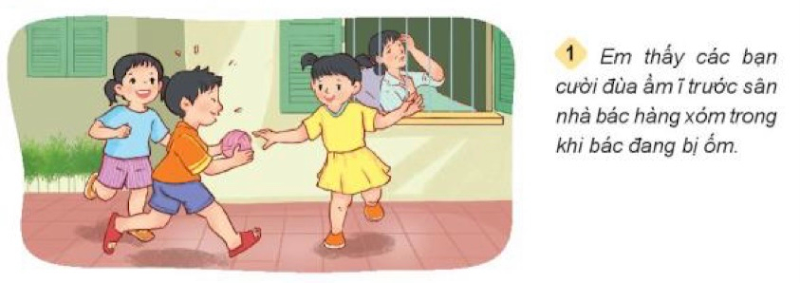 1 Em thấy các bạn
cười đùa ầm ĩ trước sân
nhà bác hàng xóm trong
khi bác đang bị ốm.